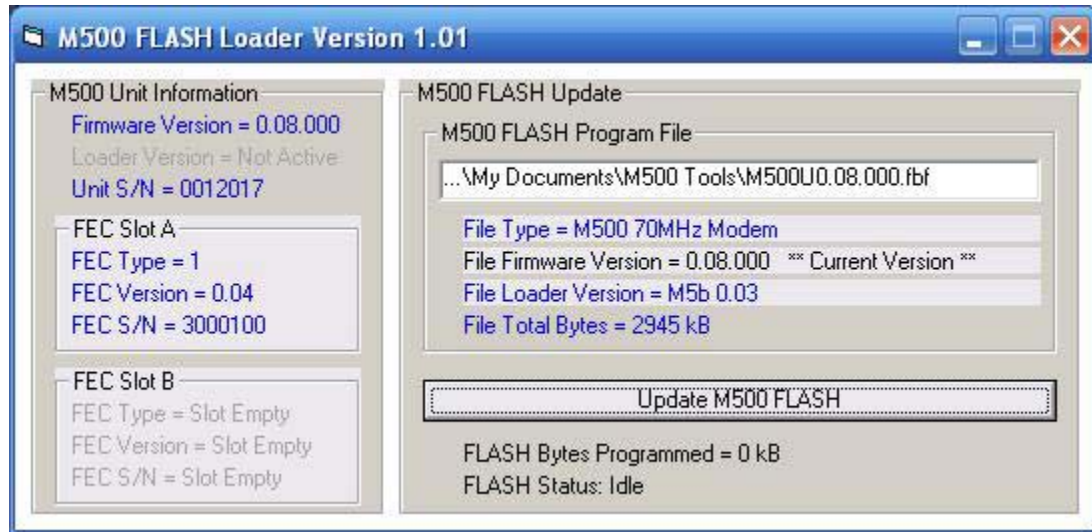 M500 FLASH Loader Version 1.01
M500 Unit Information
Firmware Version = 0.08.000
Loader Version = Not Active
Unit S/N = 0012017
FEC Slot A
FEC Type = 1
FEC Version = 0.04
FEC S/N = 3000100
FEC Slot B
FEC Type = Slot Empty
FEC Version = Slot Empty
FEC S/N = Slot Empty
M500 FLASH Update
M500 FLASH Program File
...\My Documents\M500 Tools\M500U0.08.000.fbf
File Type = M500 70MHz Modem
File Firmware Version = 0.08.000 ** Current Version **
File Loader Version = M5b 0.03
File Total Bytes = 2945 kB
Update M500 FLASH
FLASH Bytes Programmed = 0 kB
FLASH Status: Idle